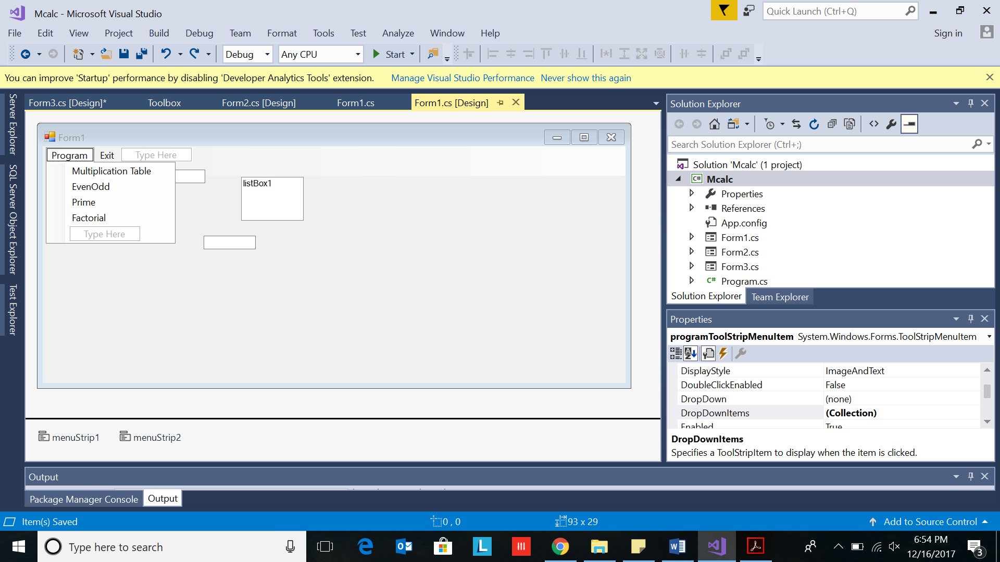 Mcalc - Microsoft Visual Studio
Quick Launch (Ctrl+Q)
File Edit View Project Build Debug Team Format Tools Test Analyze Window Help
Sign in
Debug Any CPU Start
You can improve 'Startup' performance by disabling 'Developer Analytics Tools' extension. Manage Visual Studio Performance Never show this again
Server Explorer
SQL Server Object Explorer
Test Explorer
Form3.cs [Design]* Toolbox Form2.cs [Design] Form1.cs Form1.cs [Design]
Form1
Program Exit Type Here
Multiplication Table
EvenOdd
Prime
Factorial
Type Here
listBox1
menuStrip1 menuStrip2
Solution Explorer
Search Solution Explorer (Ctrl+;)
Solution 'Mcalc' (1 project)
C# Mcalc
Properties
References
App.config
Form1.cs
Form2.cs
Form3.cs
C# Program.cs
Solution Explorer Team Explorer
Properties
programToolStripMenuItem System.Windows.Forms.ToolStripMenuItem
DisplayStyle ImageAndText
DoubleClickEnabled False
DropDown (none)
DropDownItems (Collection)
Enabled True
DropDownItems
Specifies a ToolStripItem to display when the item is clicked.
Output
Package Manager Console Output
Item(s) Saved 0 , 0 93 x 29 Add to Source Control
Type here to search
6:54 PM
12/16/2017
3